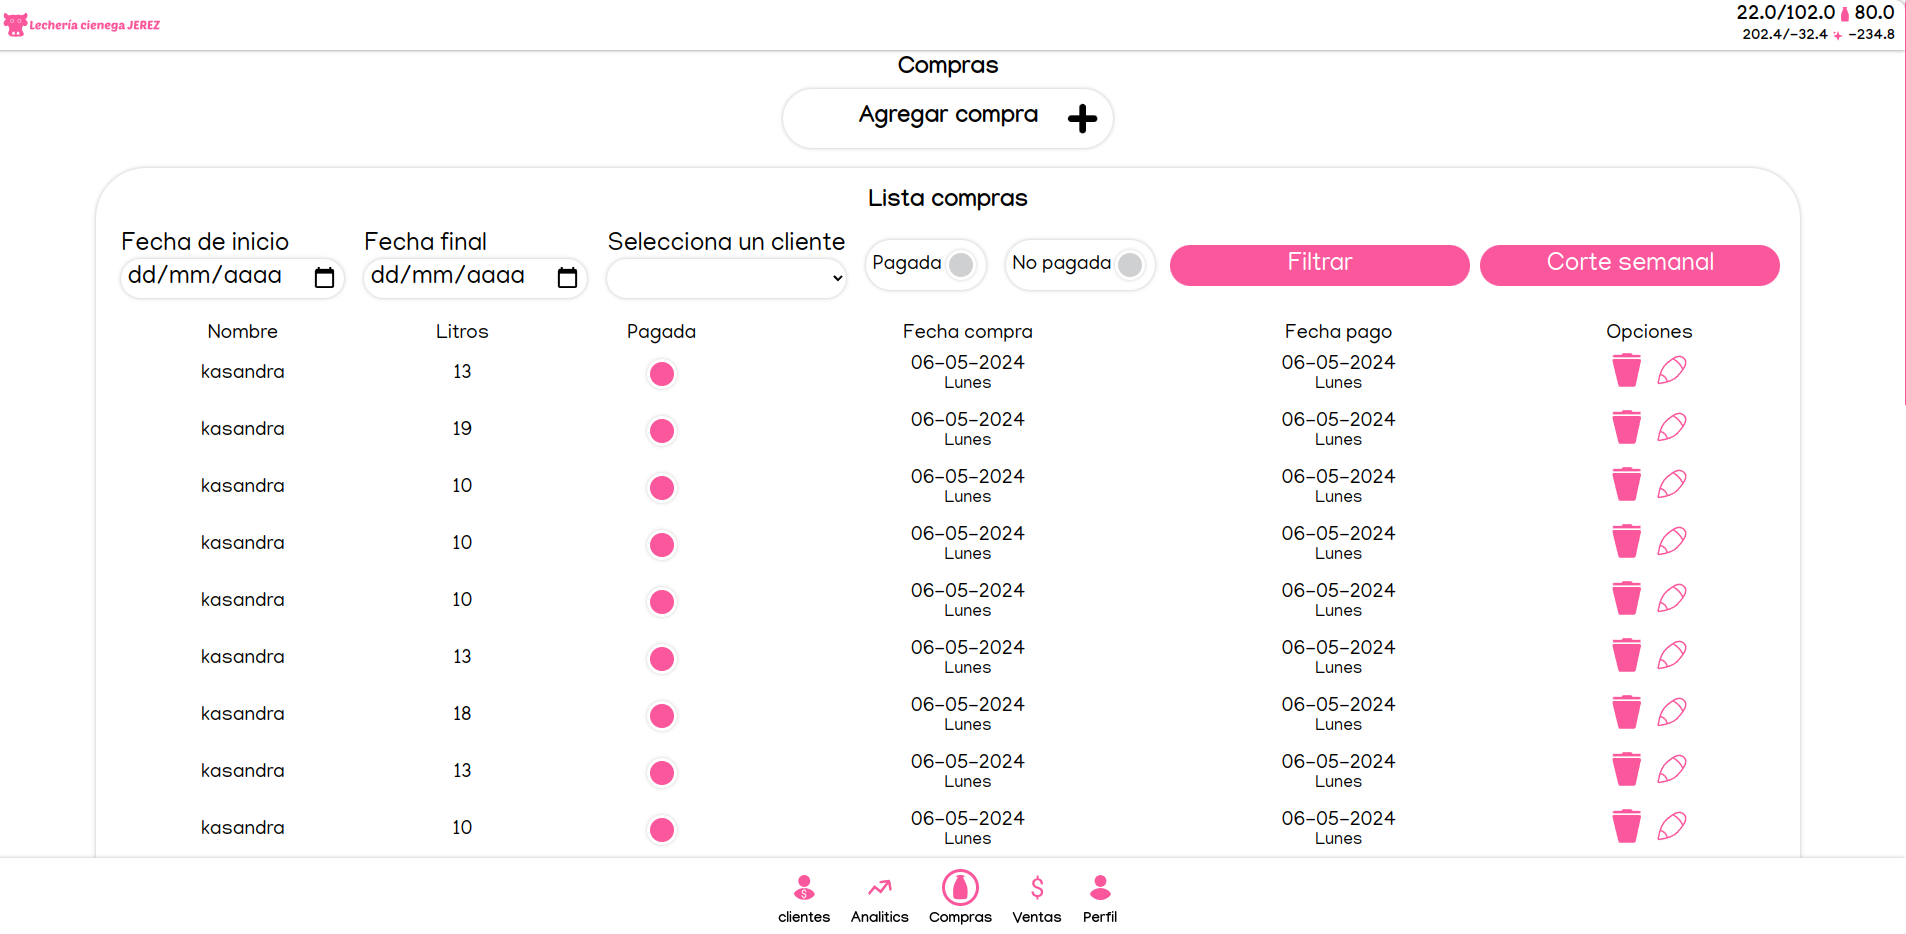 Lechería cienega JEREZ
22.0/102.0 80.0
202.4/-32.4 -234.8
Compras
Agregar compra
Lista compras
Fecha de inicio Fecha final Selecciona un cliente
dd/mm/aaaa dd/mm/aaaa Pagada No pagada Filtrar Corte semanal
Nombre Litros Pagada Fecha compra Fecha pago Opciones
kasandra 13 06-05-2024 06-05-2024
Lunes Lunes
kasandra 19 06-05-2024 06-05-2024
Lunes Lunes
kasandra 10 06-05-2024 06-05-2024
Lunes Lunes
kasandra 10 06-05-2024 06-05-2024
Lunes Lunes
kasandra 10 06-05-2024 06-05-2024
Lunes Lunes
kasandra 13 06-05-2024 06-05-2024
Lunes Lunes
kasandra 18 06-05-2024 06-05-2024
Lunes Lunes
kasandra 13 06-05-2024 06-05-2024
Lunes Lunes
kasandra 10 06-05-2024 06-05-2024
Lunes Lunes
clientes Analitics Compras Ventas Perfil